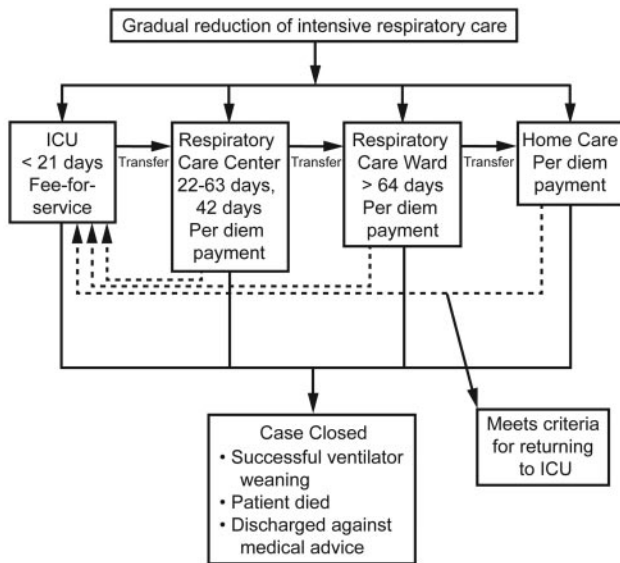 Gradual reduction of intensive respiratory care
ICU
< 21 days
Fee-for-
service
Transfer
Respiratory
Care Center
22-63 days,
42 days
Per diem
payment
Transfer
Respiratory
Care Ward
> 64 days
Per diem
payment
Transfer
Home Care
Per diem
payment
Case Closed
• Successful ventilator
weaning
• Patient died
• Discharged against
medical advice
Meets criteria
for returning
to ICU